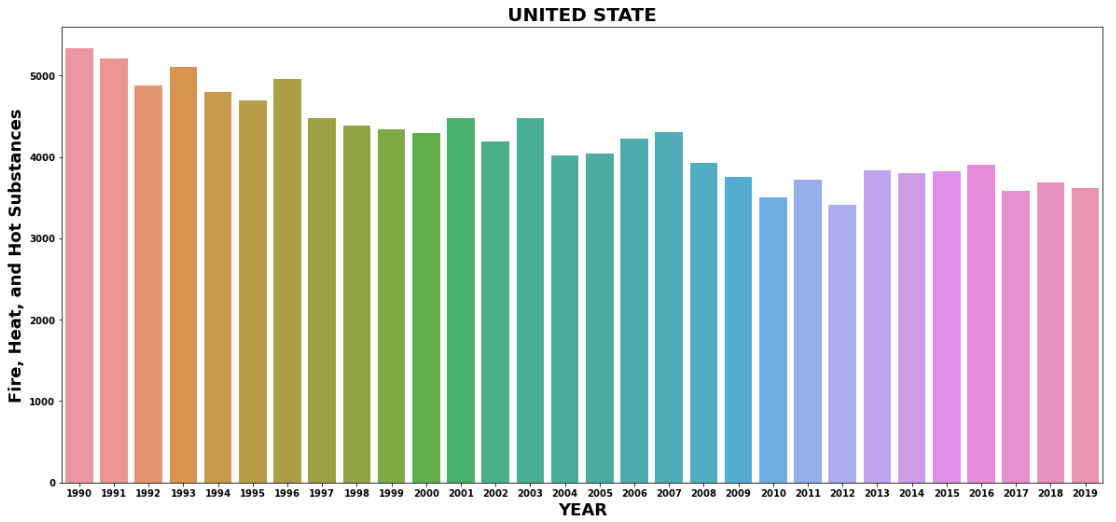 UNITED STATE
Fire, Heat, and Hot Substances
5000
4000
3000
2000
1000
0
1990 1991 1992 1993 1994 1995 1996 1997 1998 1999 2000 2001 2002 2003 2004 2005 2006 2007 2008 2009 2010 2011 2012 2013 2014 2015 2016 2017 2018 2019
YEAR